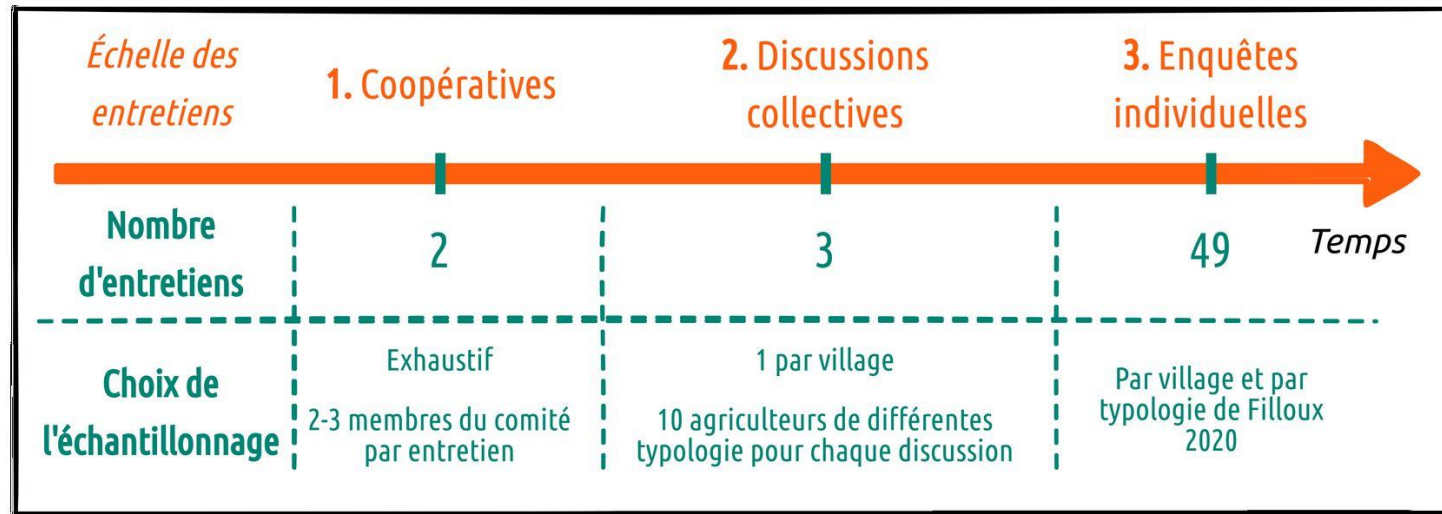 Échelle des
entretiens
1. Coopératives
2. Discussions
collectives
3. Enquêtes
individuelles
Temps
Nombre
d'entretiens
2
3
49
Choix de
l'échantillonnage
Exhaustif
2-3 membres du comité
par entretien
1 par village
10 agriculteurs de différentes
typologie pour chaque discussion
Par village et par
typologie de Filloux
2020